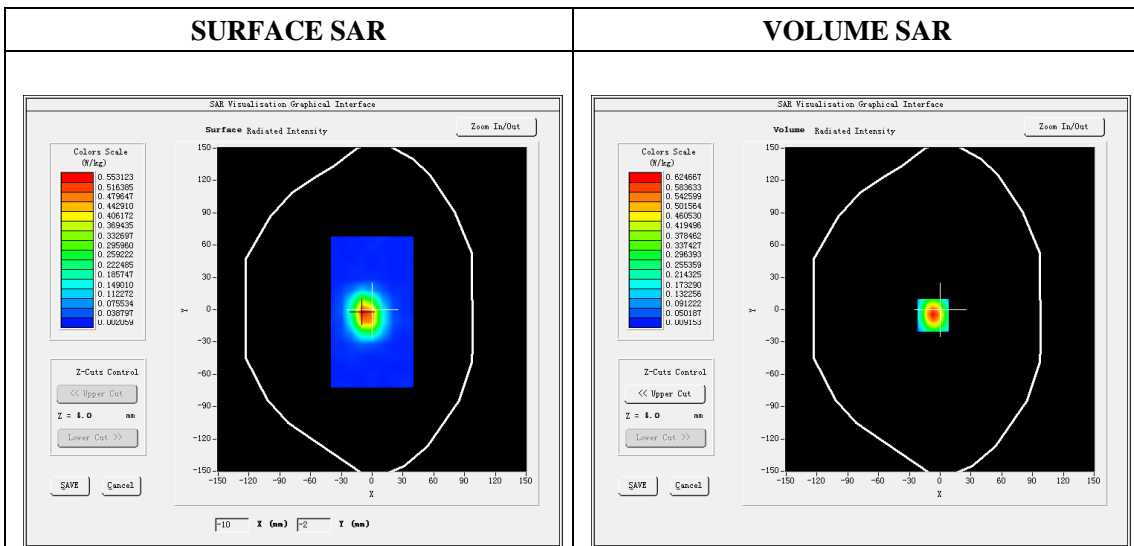 SURFACE SAR
VOLUME SAR
SAR Visualisation Graphical Interface
Surface Radiated Intensity
Zoom In/Out
Colors Scale
(W/kg)
0.553123
0.516385
0.479647
0.442910
0.406172
0.369435
0.332697
0.295960
0.259222
0.222485
0.185747
0.149010
0.112272
0.075534
0.038797
0.002059
Z-Cuts Control
<< Upper Cut
Z = 4.0 mm
Lower Cut >>
SAVE
Cancel
150
120
90
60
30
0
-30
-60
-90
-120
-150
Y
-150 -120 -90 -60 -30 0 30 60 90 120 150
X
-10 X (mm) -2 Y (mm)
SAR Visualisation Graphical Interface
Volume Radiated Intensity
Zoom In/Out
Colors Scale
(W/kg)
0.624667
0.583633
0.542599
0.501564
0.460530
0.419496
0.378462
0.337427
0.296393
0.255359
0.214325
0.173290
0.132256
0.091222
0.050187
0.009153
Z-Cuts Control
<< Upper Cut
Z = 4.0 mm
Lower Cut >>
SAVE
Cancel
150
120
90
60
30
0
-30
-60
-90
-120
-150
Y
-150 -120 -90 -60 -30 0 30 60 90 120 150
X